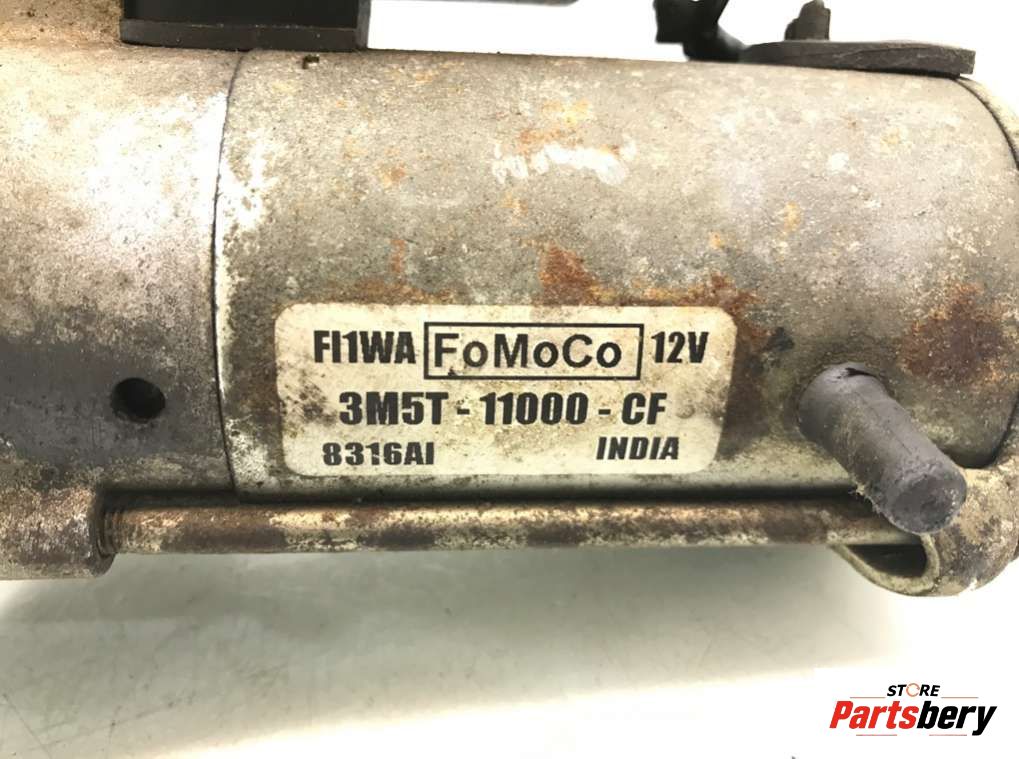 FI1WA FoMoCo 12V
3M5T - 11000 - CF
8316AI INDIA
STORE
Partsbery